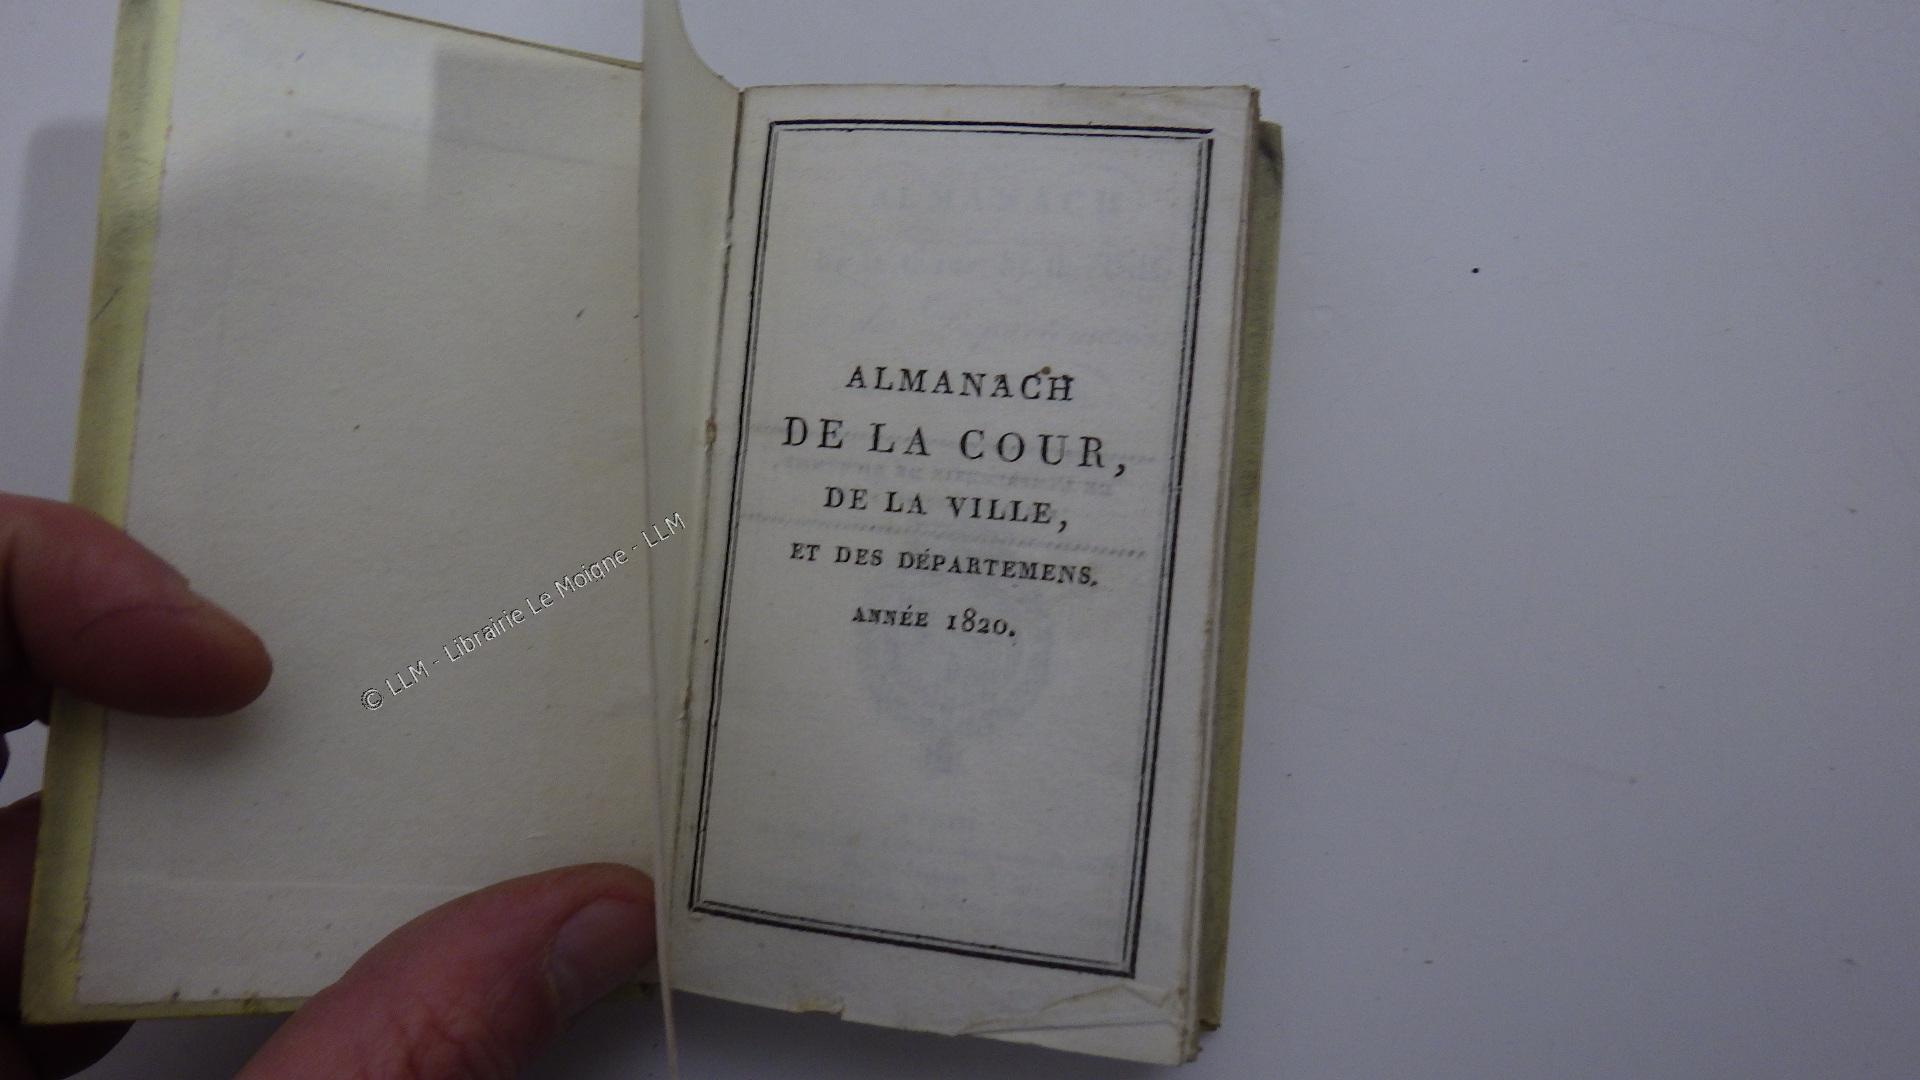 ALMANACH
DE LA COUR,
DE LA VILLE,
ET DES DÉPARTEMENS.
ANNÉE 1820.
© LLM - Librairie Le Moigne - LLM